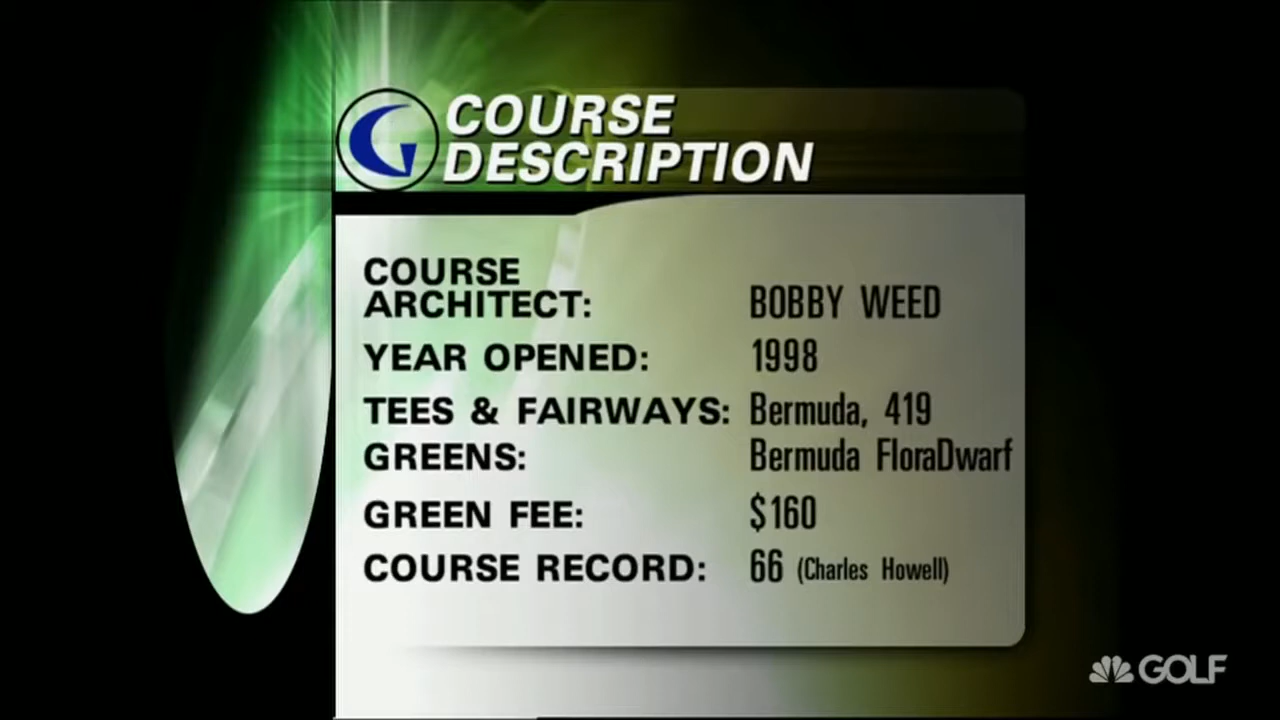 COURSE
DESCRIPTION
COURSE
ARCHITECT: BOBBY WEED
YEAR OPENED: 1998
TEES & FAIRWAYS: Bermuda, 419
GREENS: Bermuda FloraDwarf
GREEN FEE: $160
COURSE RECORD: 66 (Charles Howell)
GOLF